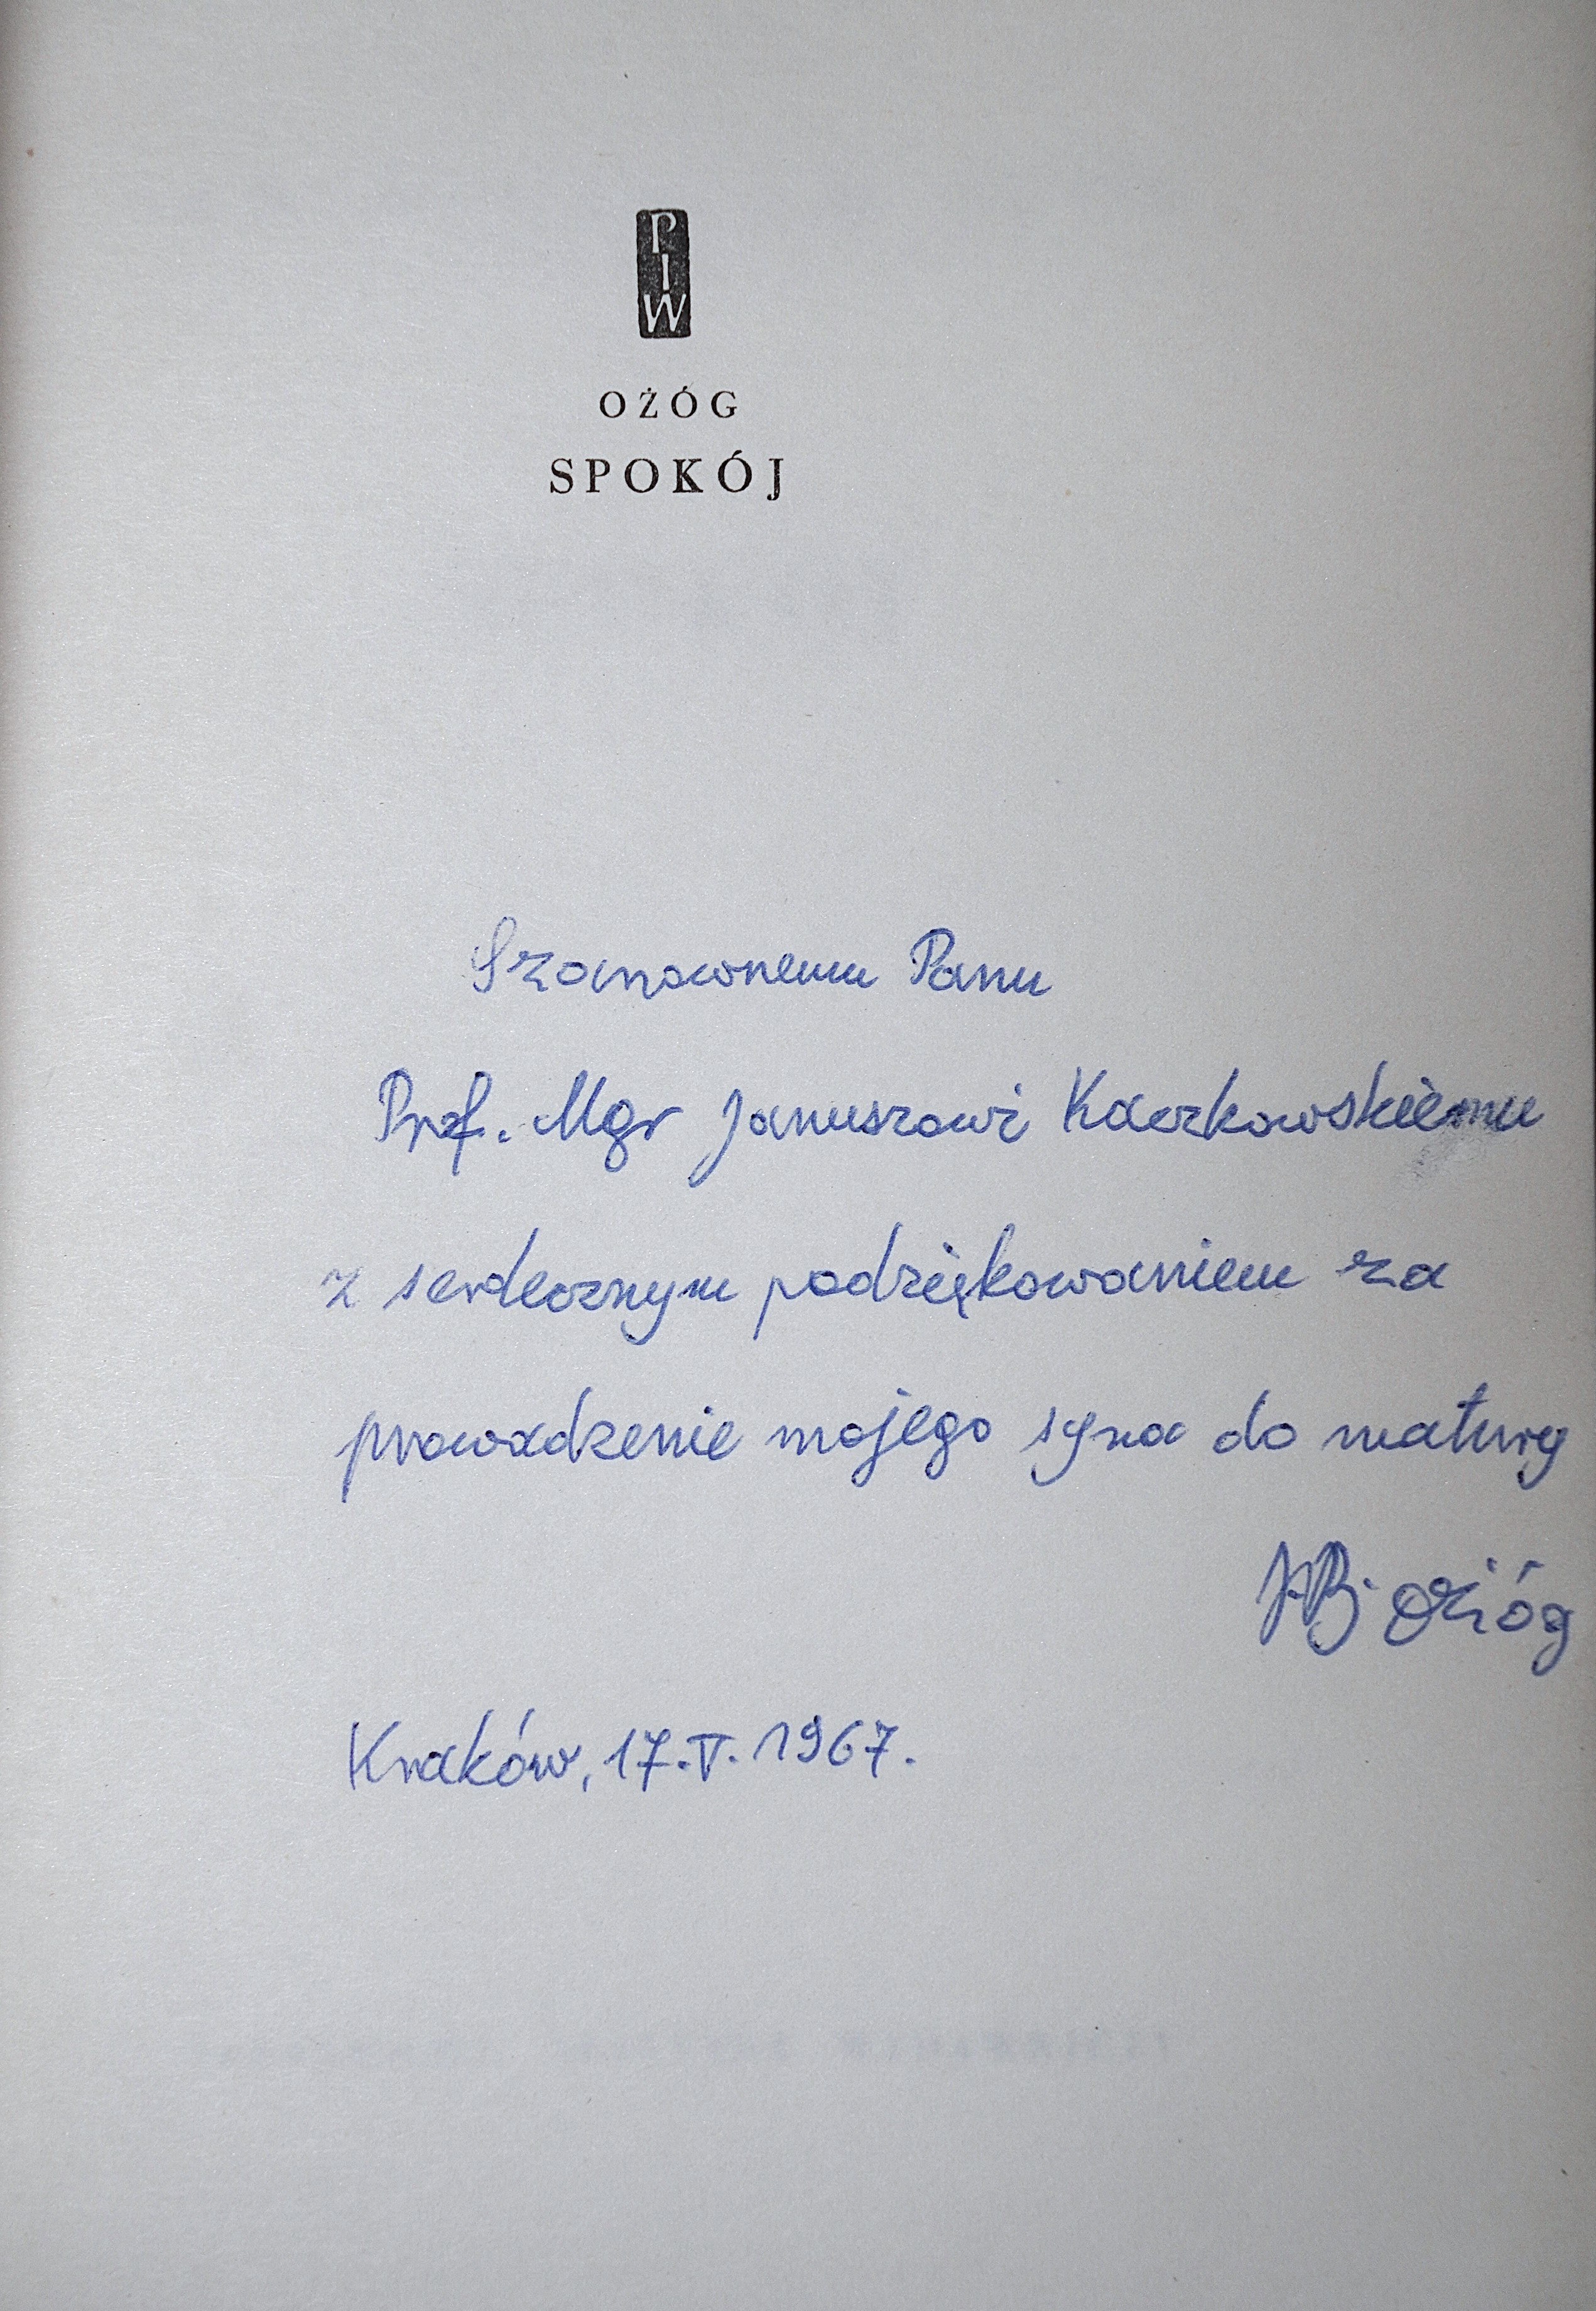 P
I
W
OŻÓG
SPOKÓJ
Szanownemu Panu
Prof. Mgr Januszowi Kaczkowskiemu
z serdecznym podziękowaniem za
prowadzenie mojego syna do matury
JB. Ożóg
Kraków, 17.V.1967.